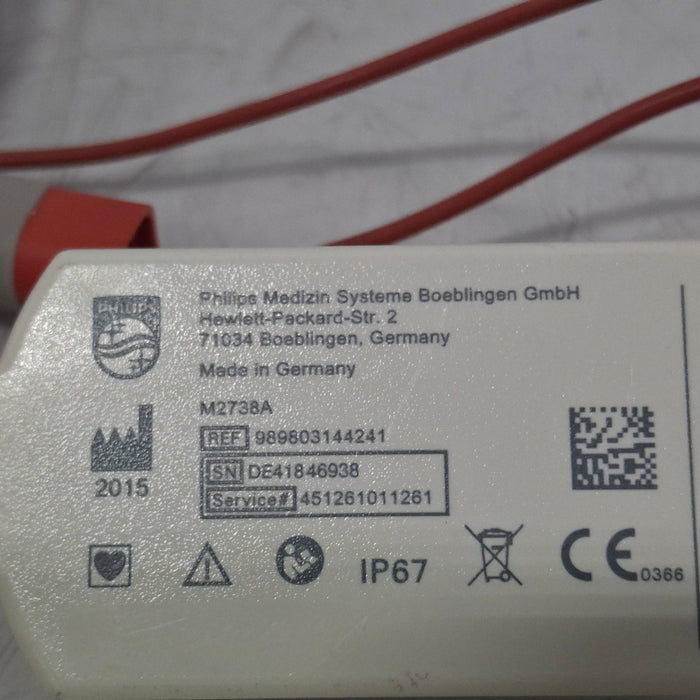 PHILIPS
Philips Medizin Systeme Boeblingen GmbH
Hewlett-Packard-Str. 2
71034 Boeblingen, Germany
Made in Germany
M2738A
REF 989803144241
SN DE41846938
Service# 451261011261
2015
IP67
CE 0366